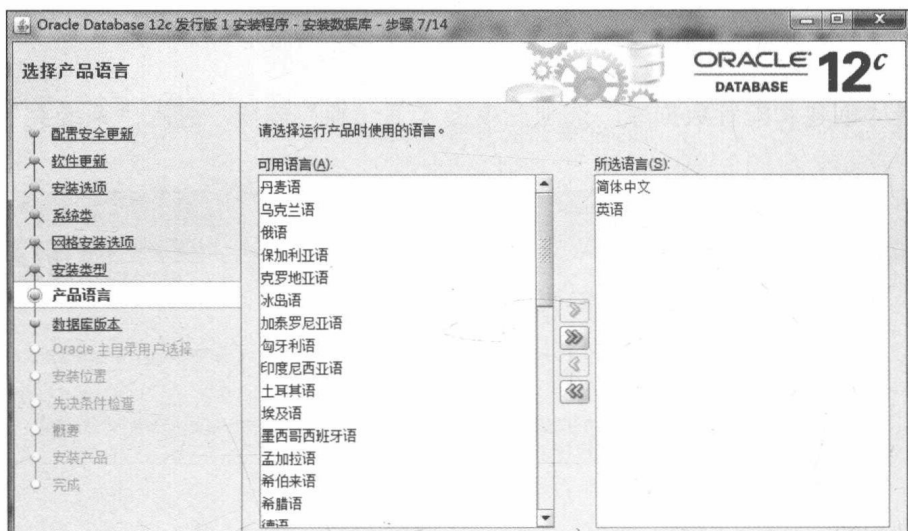 Oracle Database 12c 发行版 1 安装程序 - 安装数据库 - 步骤 7/14
选择产品语言
ORACLE
DATABASE
12c
配置安全更新
软件更新
安装选项
系统类
网格安装选项
安装类型
产品语言
数据库版本
Oracle 主目录用户选择
安装位置
先决条件检查
概要
安装产品
完成
请选择运行产品时使用的语言。
可用语言(A):
丹麦语
乌克兰语
俄语
保加利亚语
克罗地亚语
冰岛语
加泰罗尼亚语
匈牙利语
印度尼西亚语
土耳其语
埃及语
墨西哥西班牙语
孟加拉语
希伯来语
希腊语
德语
所选语言(S):
简体中文
英语